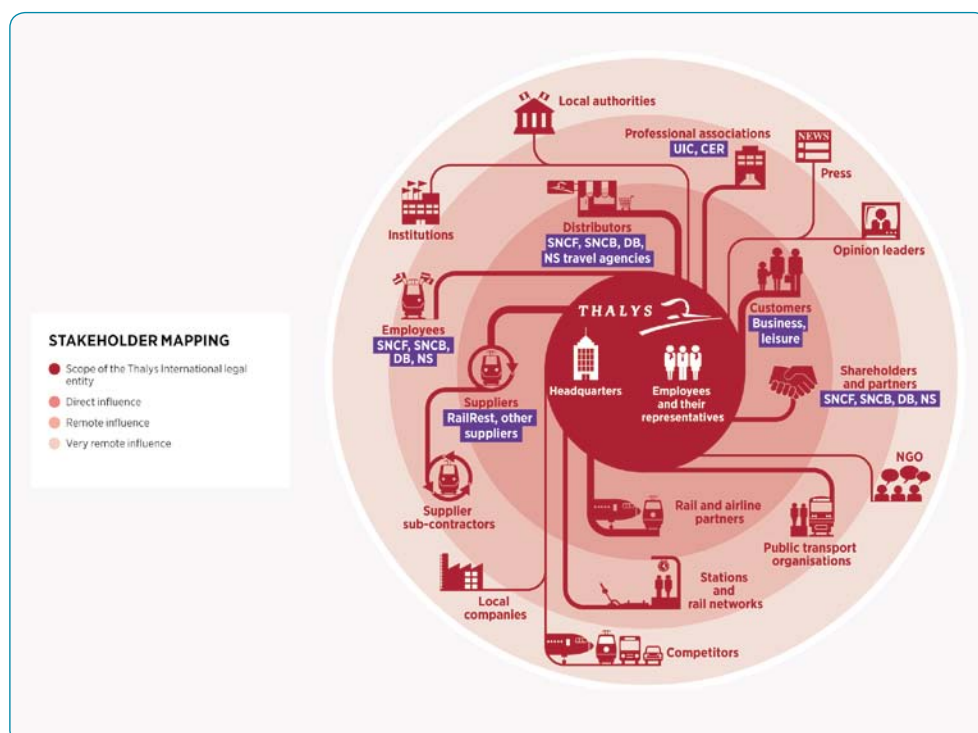 STAKEHOLDER MAPPING
Scope of the Thalys International legal
entity
Direct influence
Remote influence
Very remote influence
Local authorities
Professional associations
UIC, CER
NEWS
Press
Institutions
Distributors
SNCF, SNCB, DB,
NS travel agencies
Opinion leaders
Employees
SNCF, SNCB,
DB, NS
THALYS
Customers
Business,
leisure
Headquarters
Employees
and their
representatives
Shareholders
and partners
SNCF, SNCB, DB, NS
Suppliers
RailRest, other
suppliers
NGO
Supplier
sub-contractors
Rail and airline
partners
Public transport
organisations
Local
companies
Stations
and
rail networks
Competitors